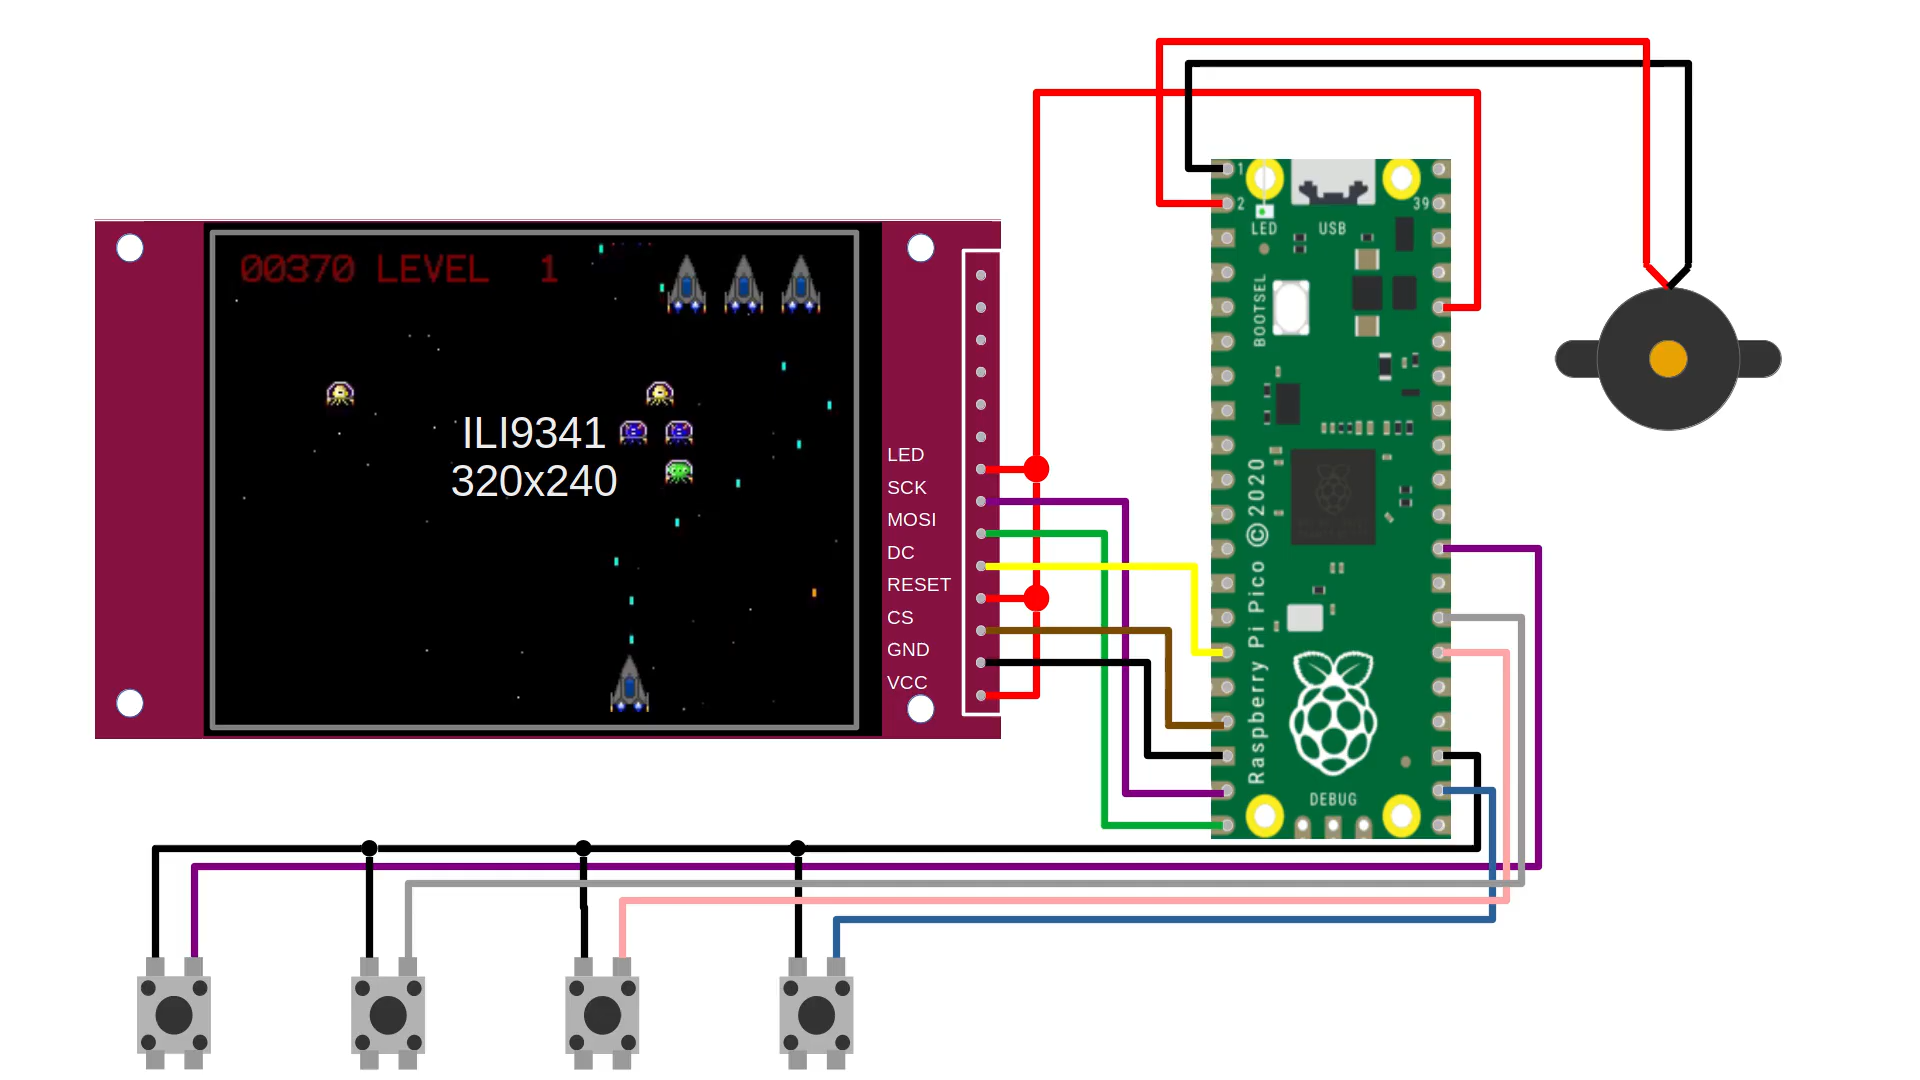 00370 LEVEL 1
ILI9341
320x240
LED
SCK
MOSI
DC
RESET
CS
GND
VCC
1
2
39
LED
USB
BOOTSEL
Raspberry Pi Pico © 2020
DEBUG